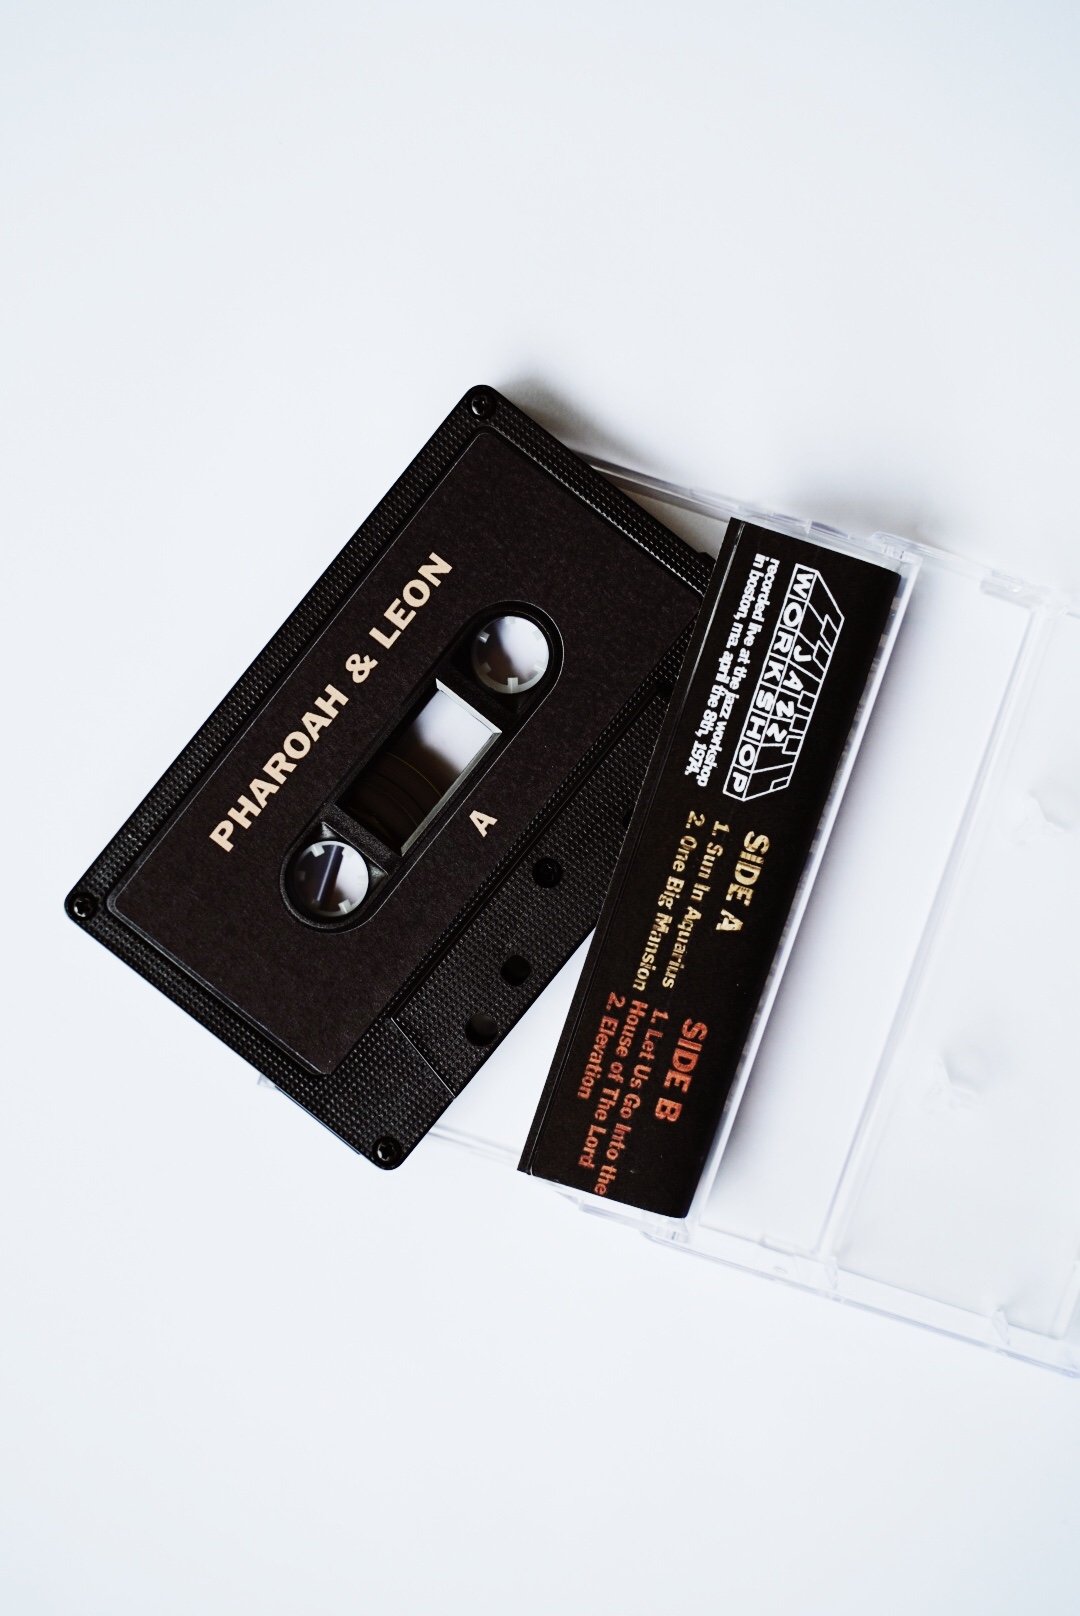 PHAROAH & LEON
A
JAZZ
WORKSHOP
recorded live at the jazz workshop
in boston, ma. april the 8th, 1974.
SIDE A
1. Sun In Aquarius
2. One Big Mansion
SIDE B
1. Let Us Go Into the
House of The Lord
2. Elevation